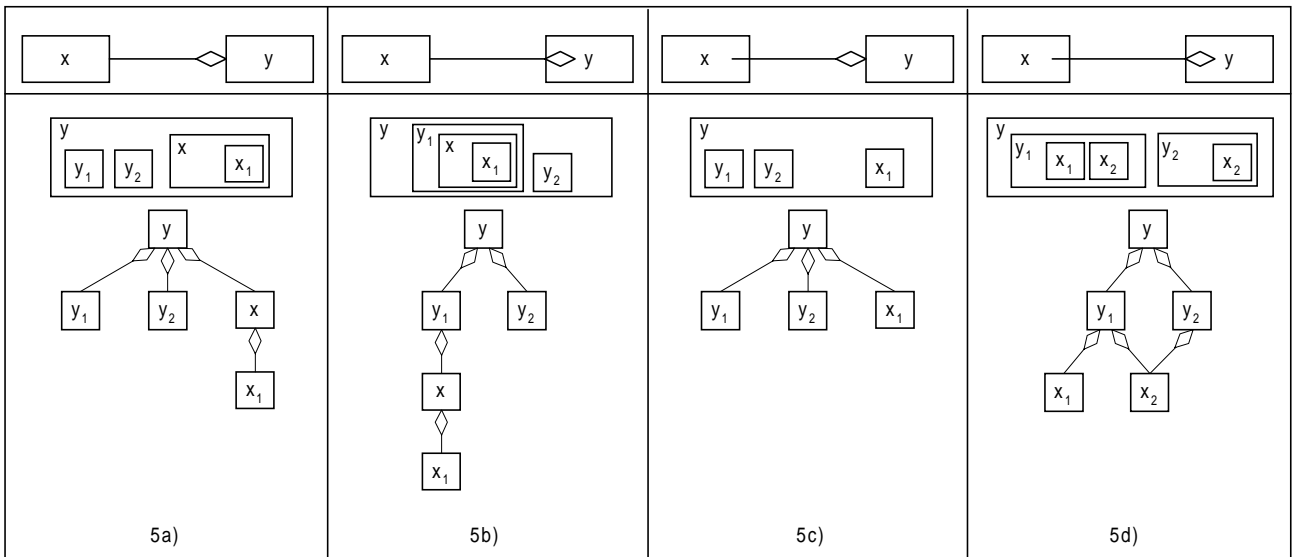 x y
x y
x y
x y
y
y₁ y₂ x x₁
y
y₁ y₂ x
x₁
5a)
y y₁ x x₁ y₂
y
y₁ y₂
x
x₁
5b)
y
y₁ y₂ x₁
y
y₁ y₂ x₁
5c)
y
y₁ x₁ x₂ y₂ x₂
y
y₁ y₂
x₁ x₂
5d)